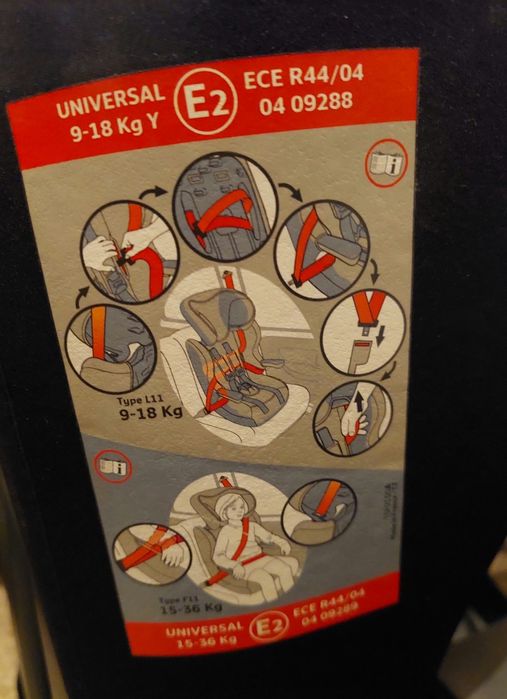 UNIVERSAL
9-18 Kg Y
E2
ECE R44/04
04 09288
i
Type L11
9-18 Kg
i
Type F11
15-36 Kg
UNIVERSAL
15-36 Kg
E2
ECE R44/04
04 09289